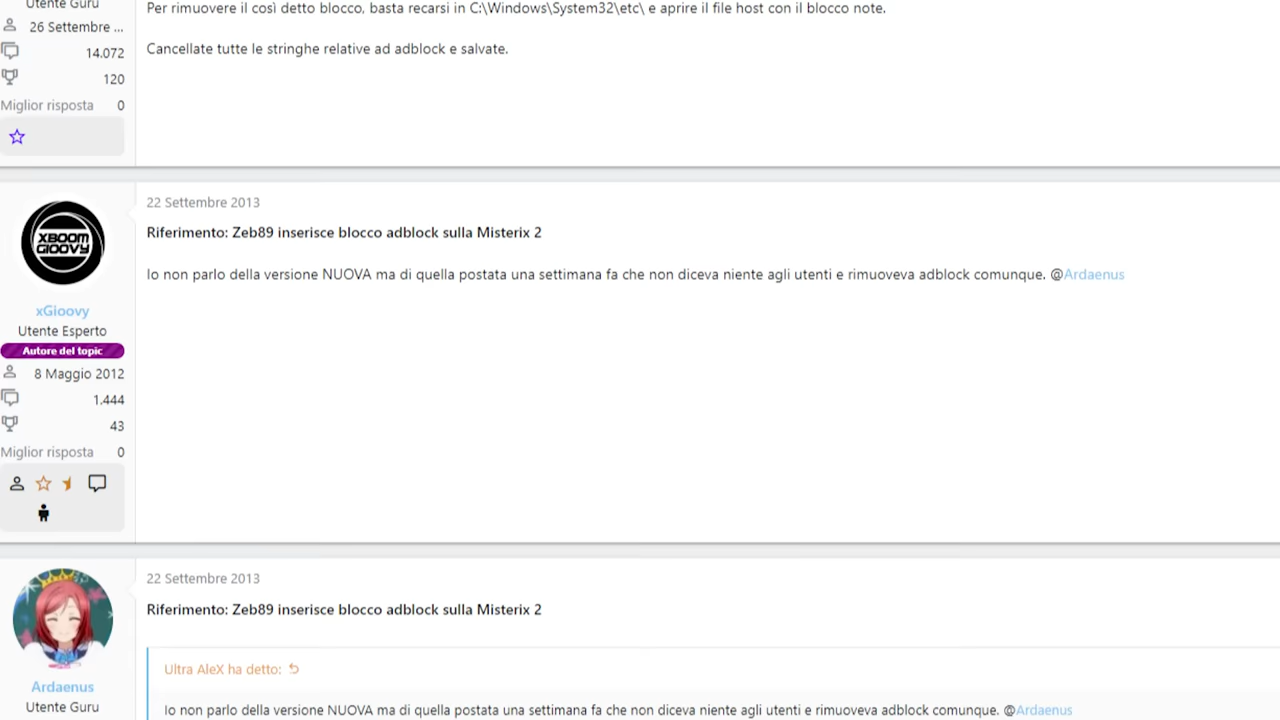 Utente Guru
Per rimuovere il così detto blocco, basta recarsi in C:\Windows\System32\etc\ e aprire il file host con il blocco note.
26 Settembre ...
Cancellate tutte le stringhe relative ad adblock e salvate.
14.072
120
Miglior risposta 0
22 Settembre 2013
Riferimento: Zeb89 inserisce blocco adblock sulla Misterix 2
XBOOM
GIOOVY
Io non parlo della versione NUOVA ma di quella postata una settimana fa che non diceva niente agli utenti e rimuoveva adblock comunque. @Ardaenus
xGioovy
Utente Esperto
Autore del topic
8 Maggio 2012
1.444
43
Miglior risposta 0
22 Settembre 2013
Riferimento: Zeb89 inserisce blocco adblock sulla Misterix 2
Ultra AleX ha detto:
Ardaenus
Utente Guru
Io non parlo della versione NUOVA ma di quella postata una settimana fa che non diceva niente agli utenti e rimuoveva adblock comunque. @Ardaenus